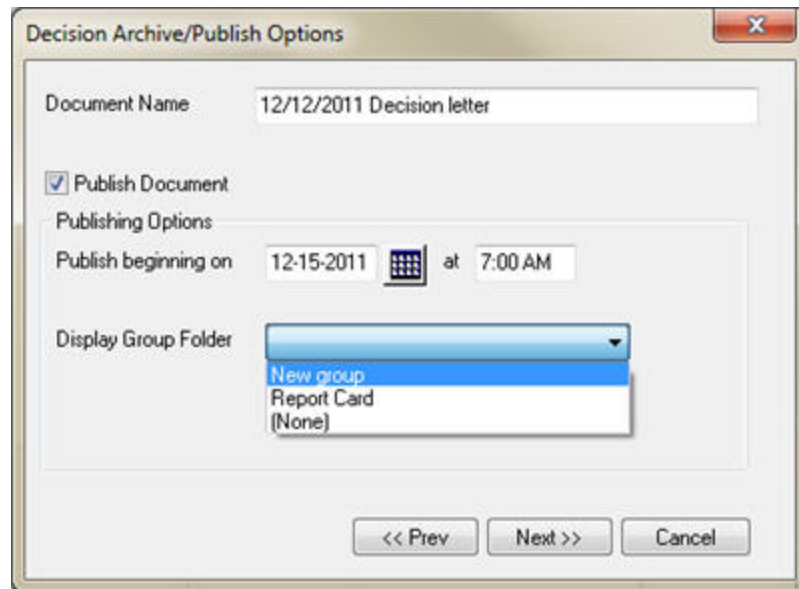 Decision Archive/Publish Options
Document Name 12/12/2011 Decision letter
Publish Document
Publishing Options
Publish beginning on 12-15-2011 at 7:00 AM
Display Group Folder
New group
Report Card
(None)
<< Prev Next >> Cancel